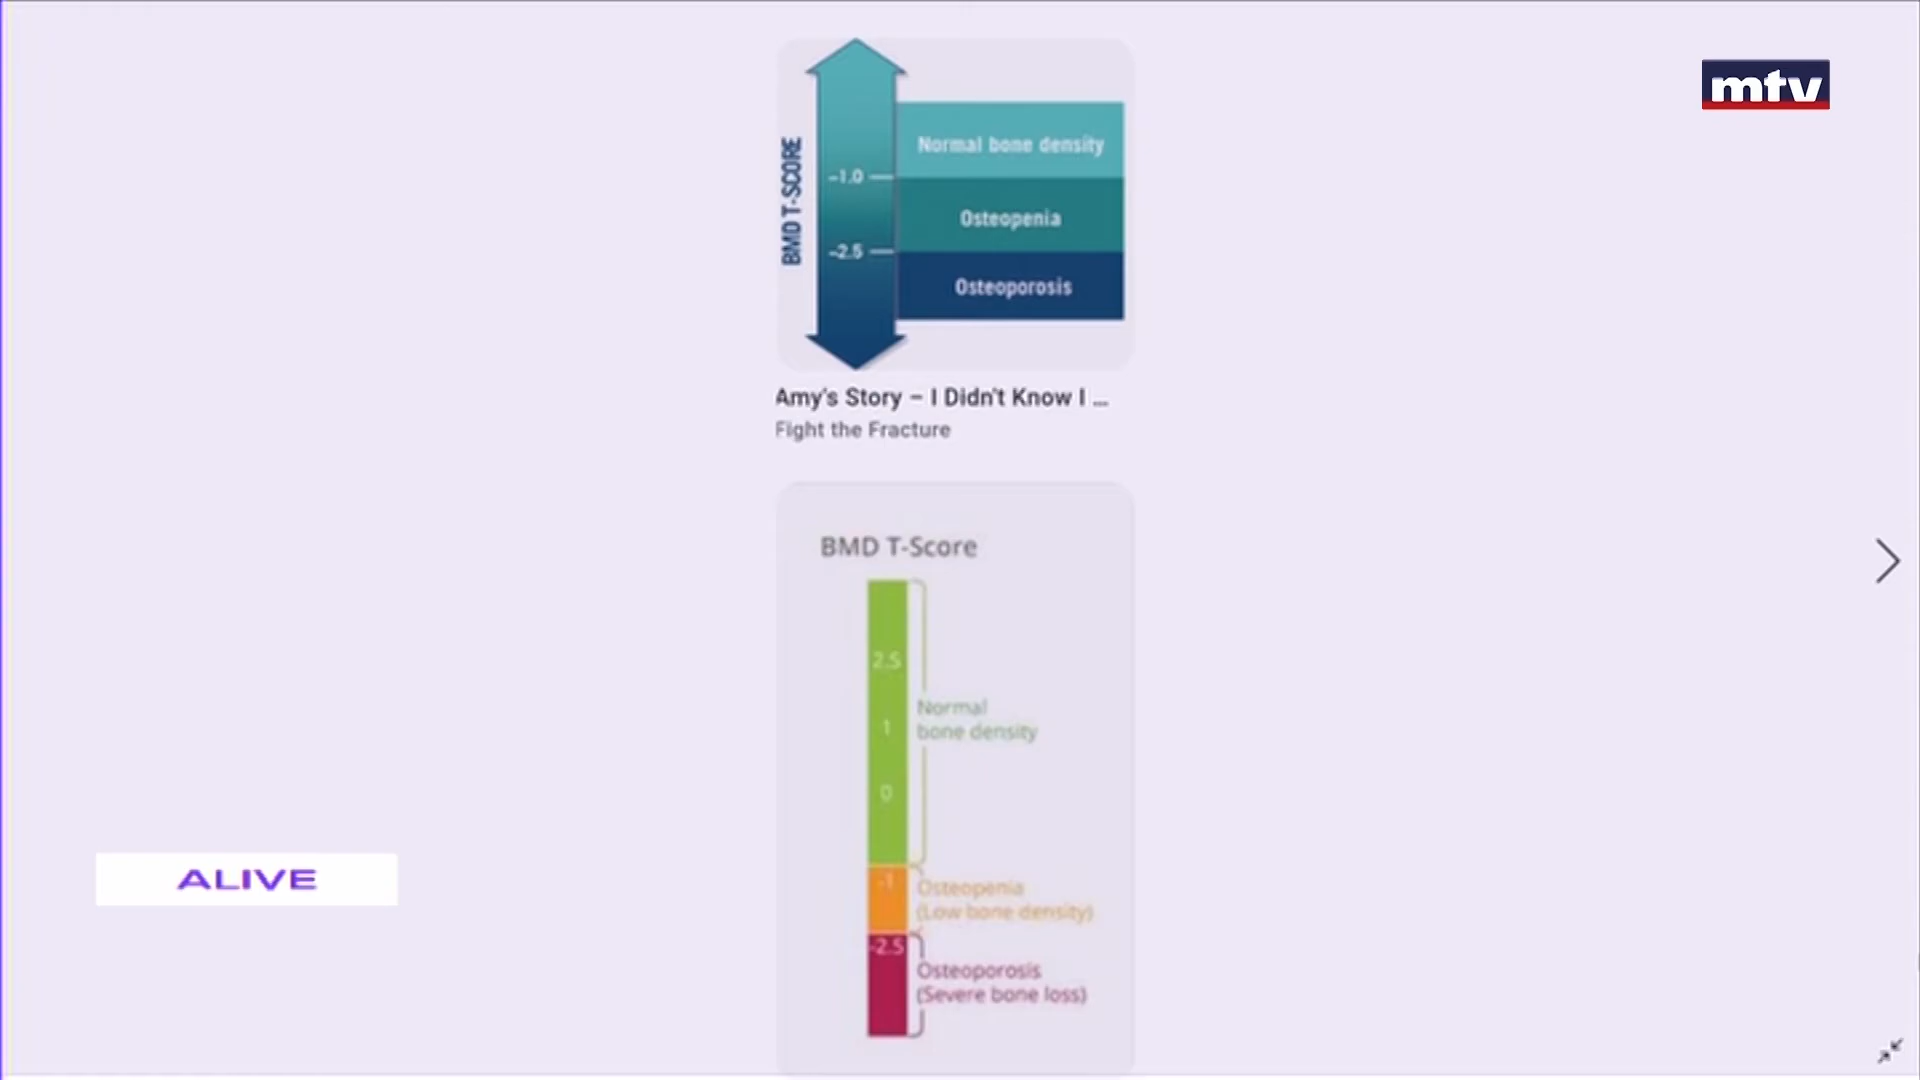 mtv
BMD T-SCORE
Normal bone density
-1.0
Osteopenia
-2.5
Osteoporosis
Amy's Story – I Didn't Know I ...
Fight the Fracture
BMD T-Score
2.5
Normal
bone density
1
0
-1
Osteopenia
(Low bone density)
-2.5
Osteoporosis
(Severe bone loss)
ALIVE